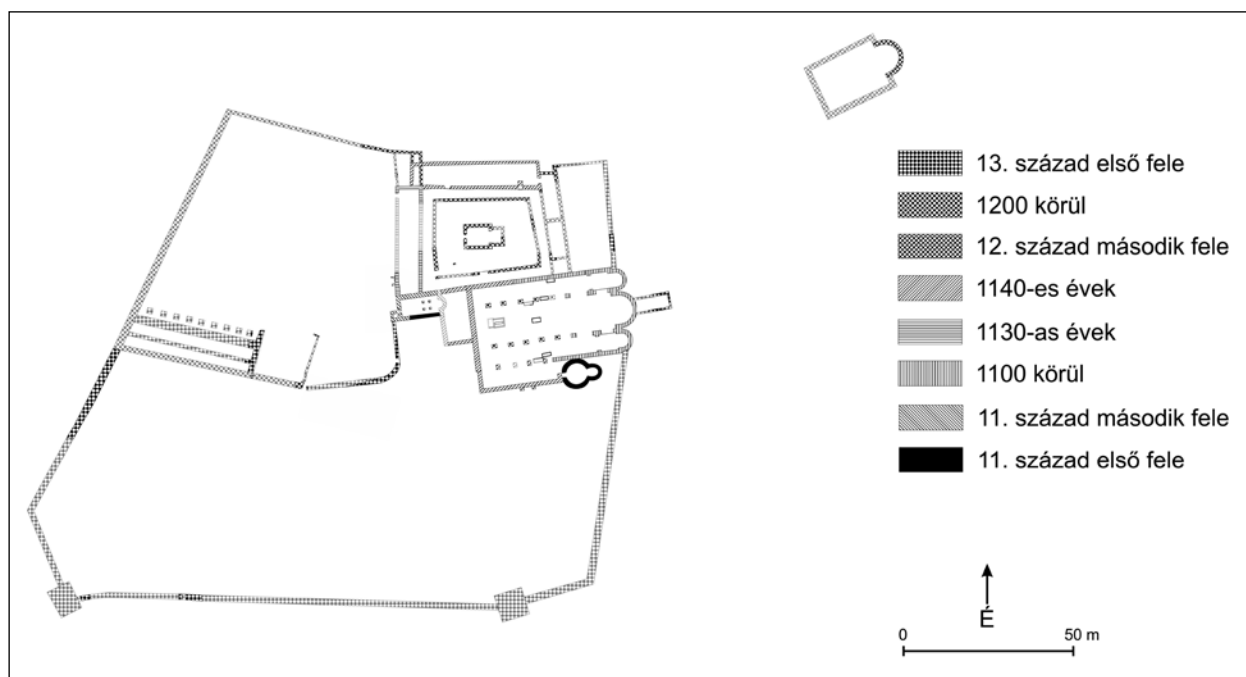 13. század első fele
1200 körül
12. század második fele
1140-es évek
1130-as évek
1100 körül
11. század második fele
11. század első fele
É
0 50 m